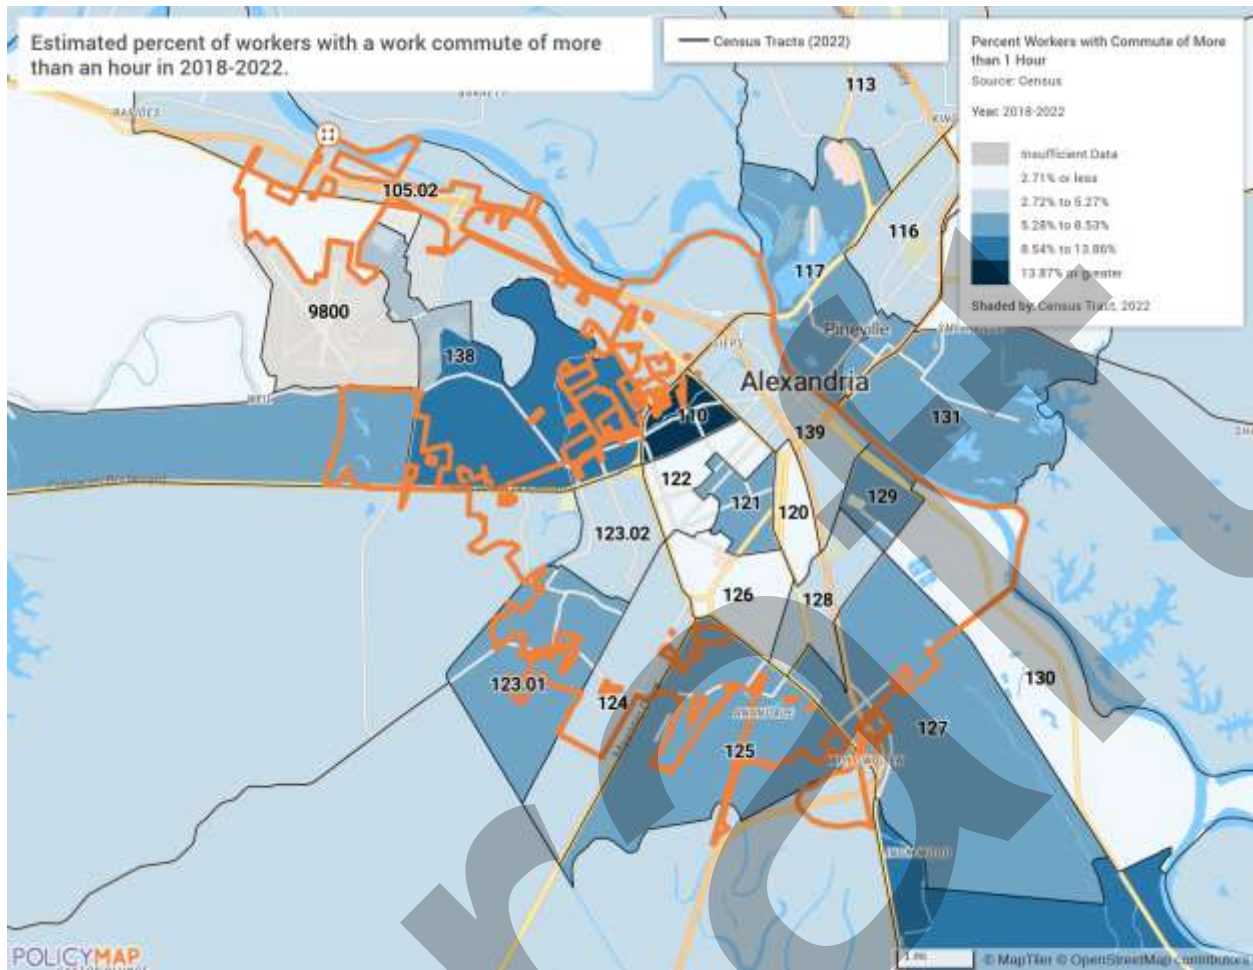 Estimated percent of workers with a work commute of more
than an hour in 2018-2022.
Census Tracts (2022)
Percent Workers with Commute of More
than 1 Hour
Source: Census
Year: 2018-2022
Insufficient Data
2.71% or less
2.72% to 5.27%
5.28% to 8.53%
8.54% to 13.86%
13.87% or greater
Shaded by: Census Tract, 2022
113
105.02
116
117
9800
Pineville
138
Alexandria
110
139
131
122
121
129
120
123.02
126
128
123.01
124
130
125
127
POLICYMAP
© MapTiler © OpenStreetMap contributors